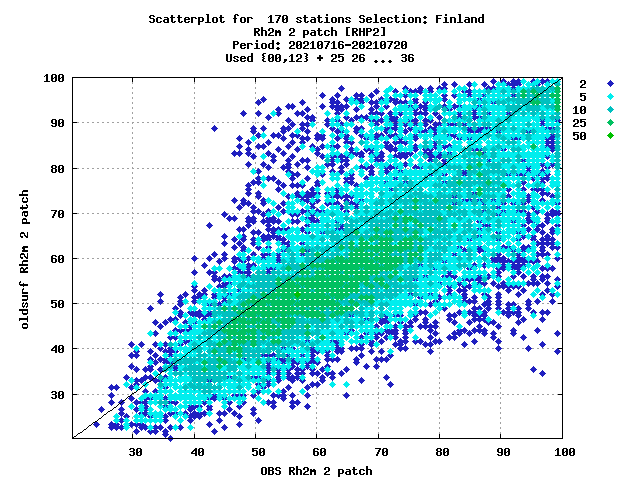 Scatterplot for  170 stations Selection: Finland
Rh2m 2 patch [RHP2]
Period: 20210716-20210720
Used {00,12} + 25 26 ... 36
100
90
80
70
60
50
40
30
oldsurf Rh2m 2 patch
30 40 50 60 70 80 90 100
OBS Rh2m 2 patch
2
5
10
25
50